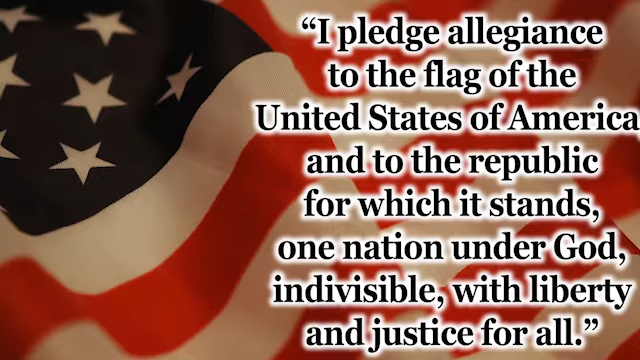 “I pledge allegiance
to the flag of the
United States of America
and to the republic
for which it stands,
one nation under God,
indivisible, with liberty
and justice for all.”